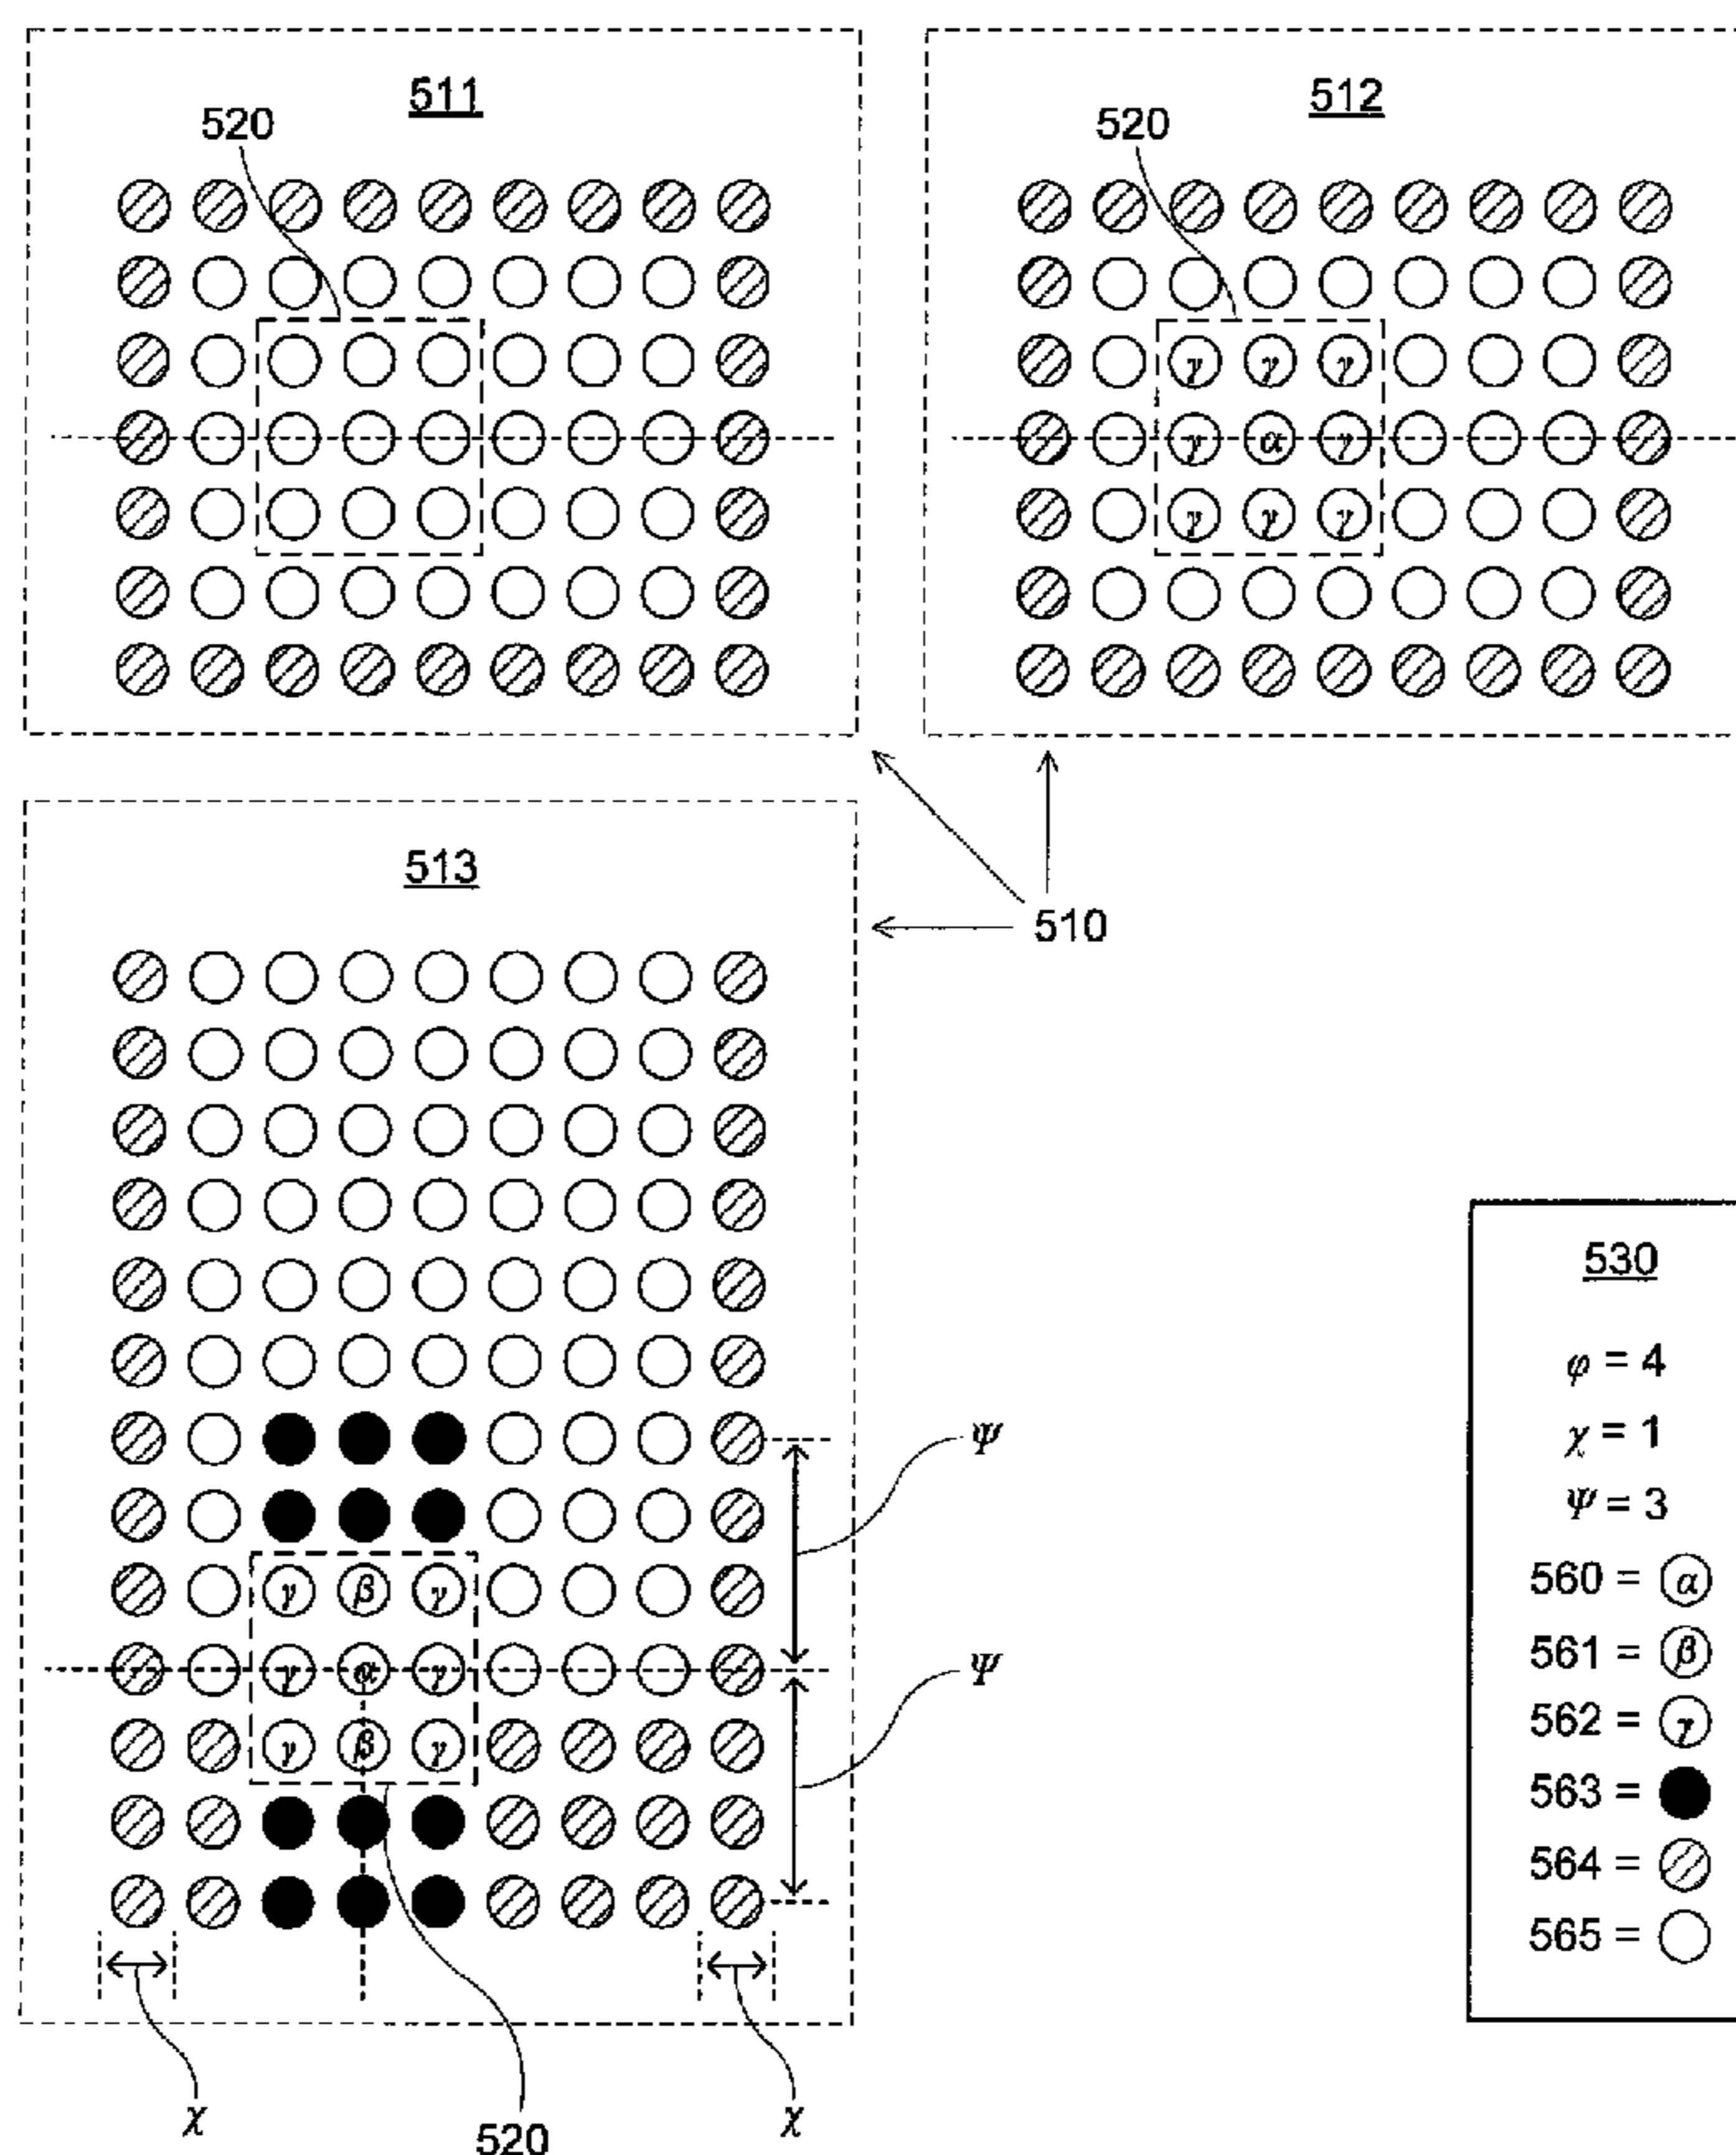 511
520
512
520
γ γ γ
γ α γ
γ γ γ
513
510
γ β γ
γ α γ
γ β γ
Ψ
Ψ
χ
520
χ
530
φ = 4
χ = 1
Ψ = 3
560 = α
561 = β
562 = γ
563 =
564 =
565 =